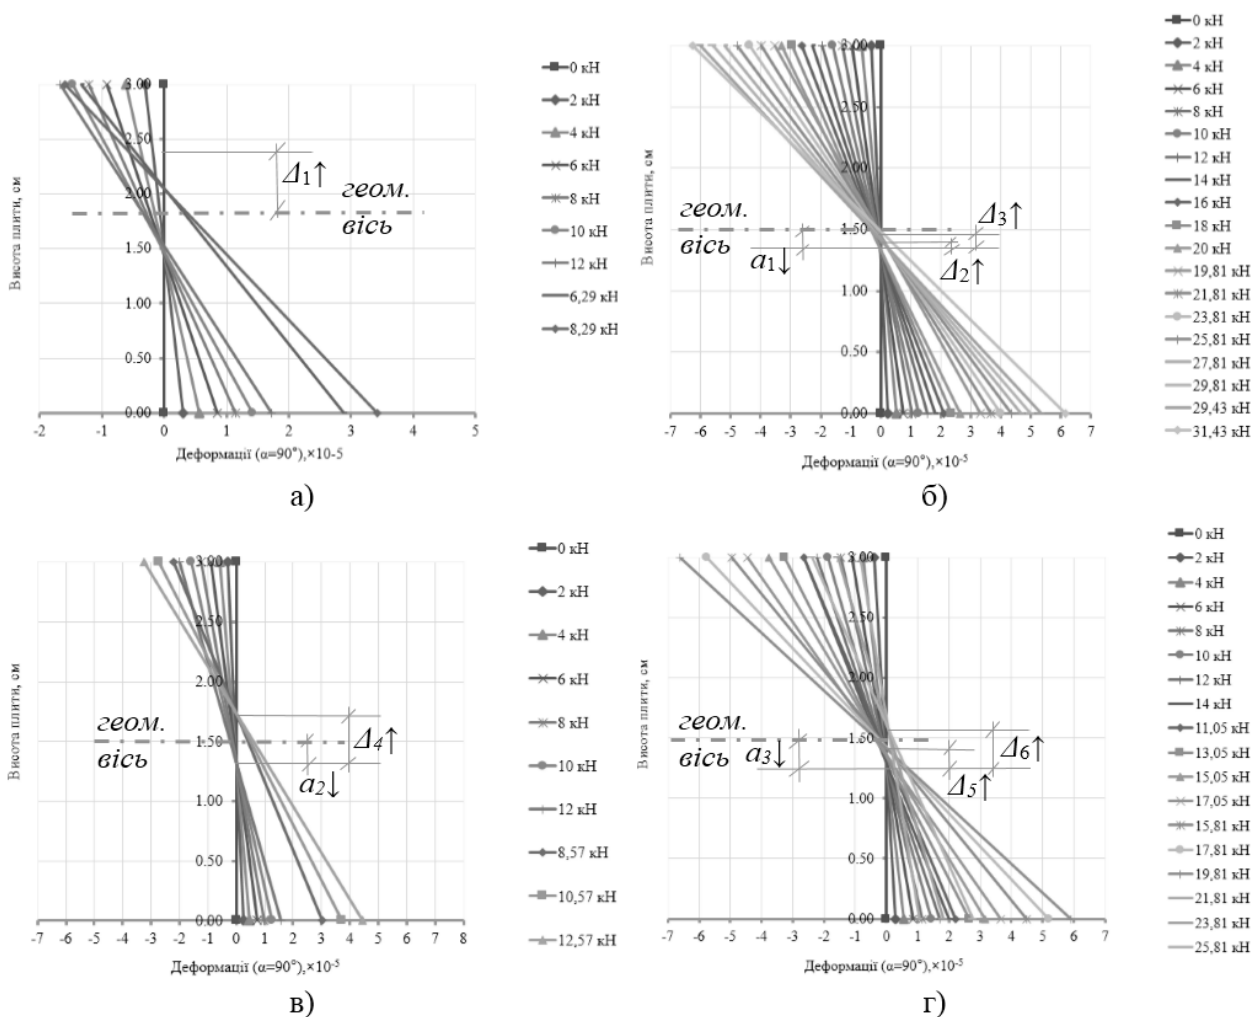 3.00
2.50
2.00
1.50
1.00
0.50
0.00
-2 -1 0 1 2 3 4 5
Висота плити, см
Деформації (α=90°),×10-5
Δ1↑
геом.
вісь
0 кН
2 кН
4 кН
6 кН
8 кН
10 кН
12 кН
6,29 кН
8,29 кН
а)
3.00
2.50
2.00
1.50
1.00
0.50
0.00
-7 -6 -5 -4 -3 -2 -1 0 1 2 3 4 5 6 7
Висота плити, см
Деформації (α=90°),×10-5
геом.
вісь
a1↓
Δ3↑
Δ2↑
0 кН
2 кН
4 кН
6 кН
8 кН
10 кН
12 кН
14 кН
16 кН
18 кН
20 кН
19,81 кН
21,81 кН
23,81 кН
25,81 кН
27,81 кН
29,81 кН
29,43 кН
31,43 кН
б)
3.00
2.50
2.00
1.50
1.00
0.50
0.00
-7 -6 -5 -4 -3 -2 -1 0 1 2 3 4 5 6 7 8
Висота плити, см
Деформації (α=90°),×10-5
геом.
вісь
Δ4↑
a2↓
0 кН
2 кН
4 кН
6 кН
8 кН
10 кН
12 кН
8,57 кН
10,57 кН
12,57 кН
в)
3.00
2.50
2.00
1.50
1.00
0.50
0.00
-7 -6 -5 -4 -3 -2 -1 0 1 2 3 4 5 6 7
Висота плити, см
Деформації (α=90°),×10-5
геом.
вісь
a3↓
Δ6↑
Δ5↑
0 кН
2 кН
4 кН
6 кН
8 кН
10 кН
12 кН
14 кН
11,05 кН
13,05 кН
15,05 кН
17,05 кН
15,81 кН
17,81 кН
19,81 кН
21,81 кН
23,81 кН
25,81 кН
г)